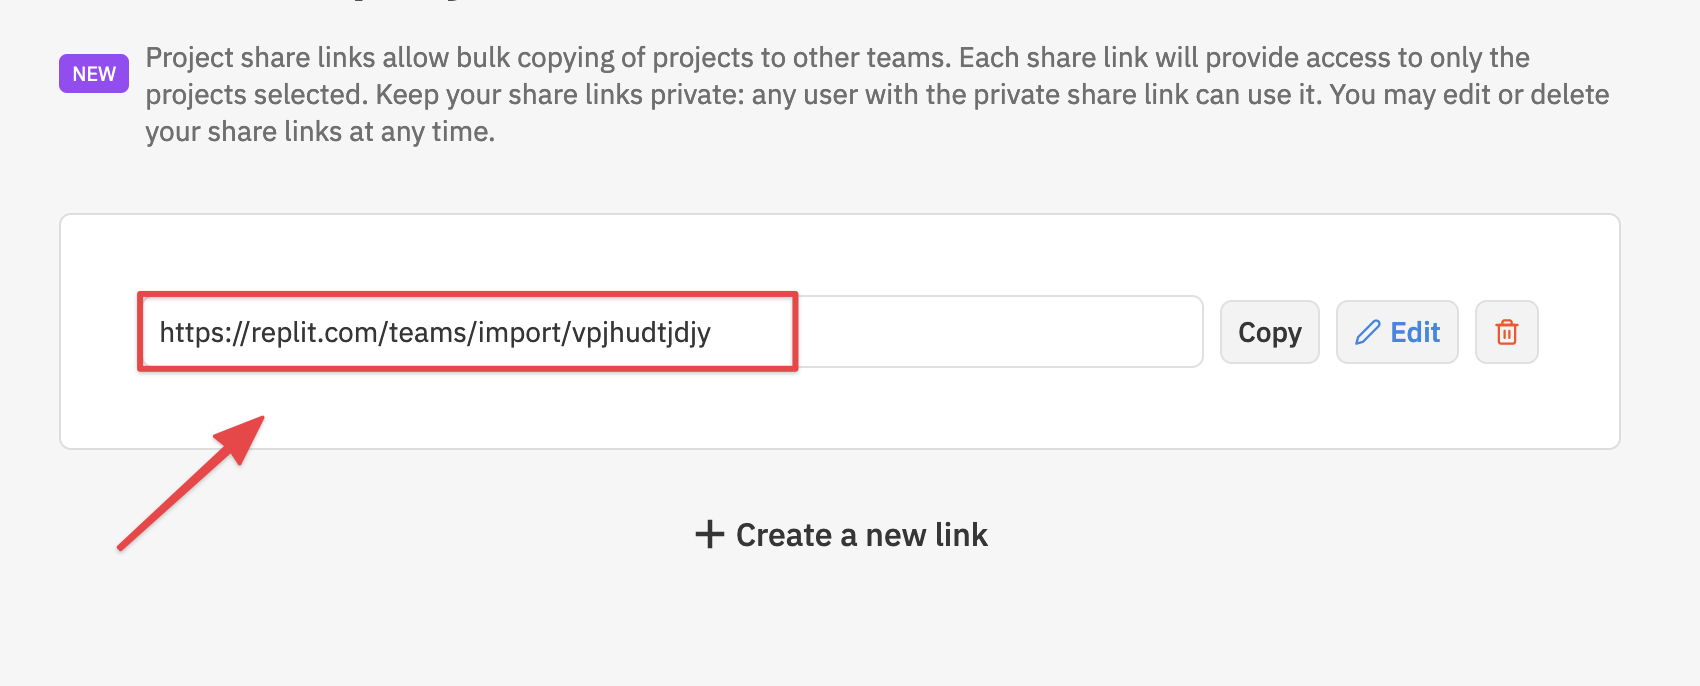 NEW
Project share links allow bulk copying of projects to other teams. Each share link will provide access to only the
projects selected. Keep your share links private: any user with the private share link can use it. You may edit or delete
your share links at any time.
https://replit.com/teams/import/vpjhudtjdjy
Copy
Edit
Create a new link